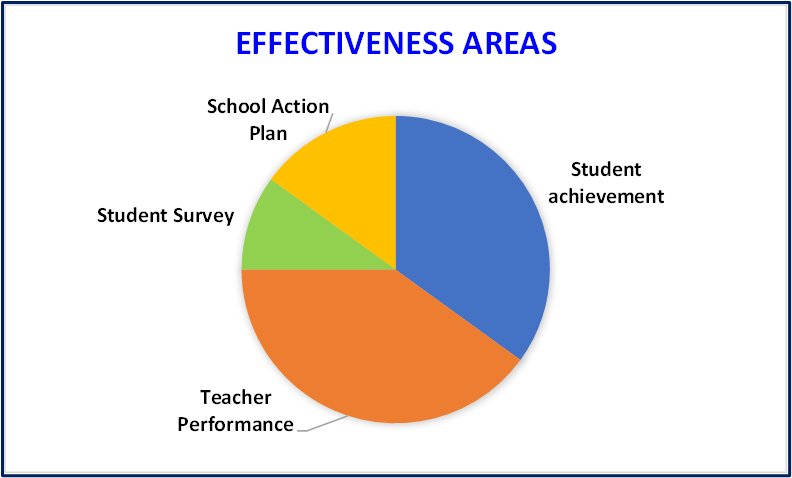 EFFECTIVENESS AREAS
School Action
Plan
Student
achievement
Student Survey
Teacher
Performance